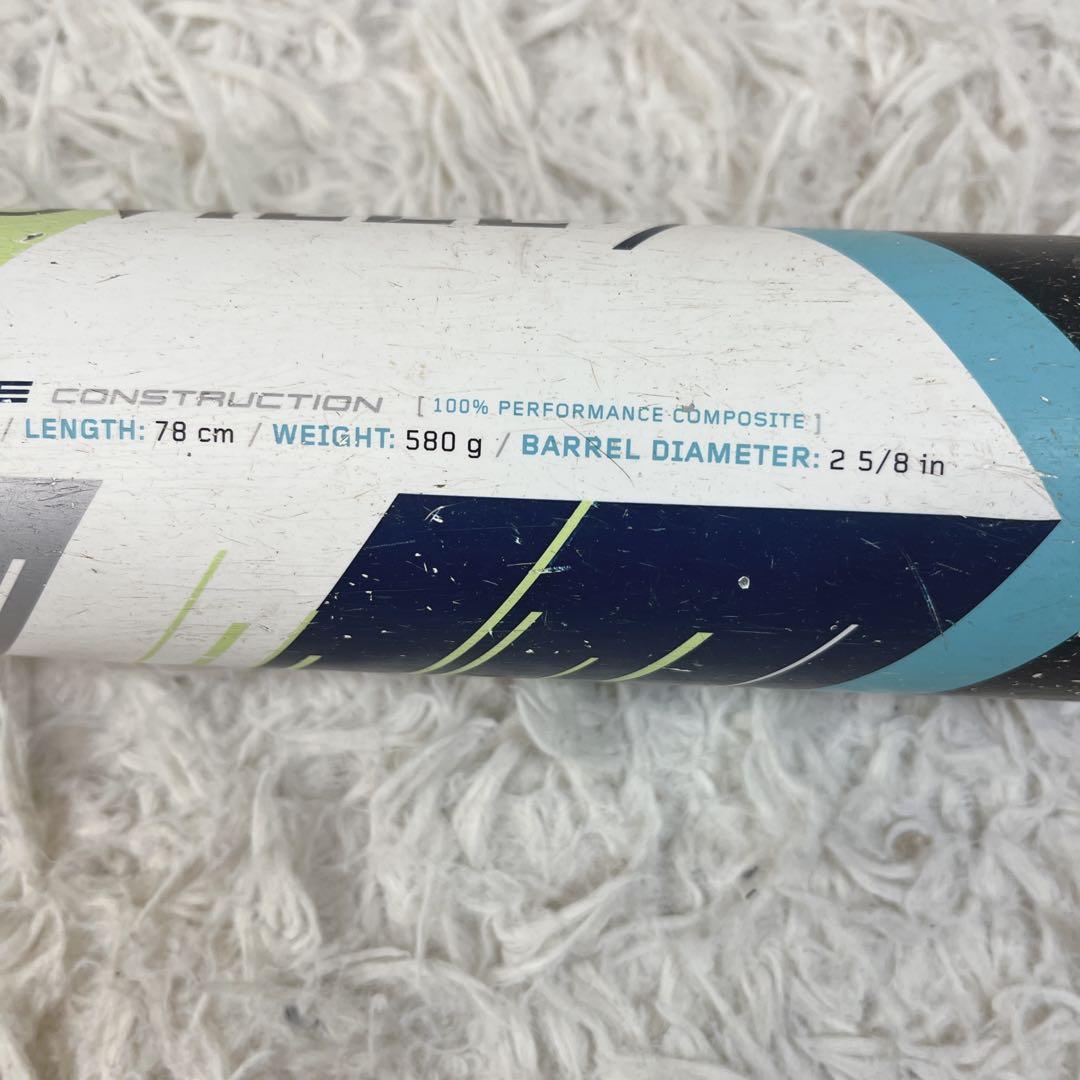 CONSTRUCTION [ 100% PERFORMANCE COMPOSITE ]
/ LENGTH: 78 cm / WEIGHT: 580 g / BARREL DIAMETER: 2 5/8 in